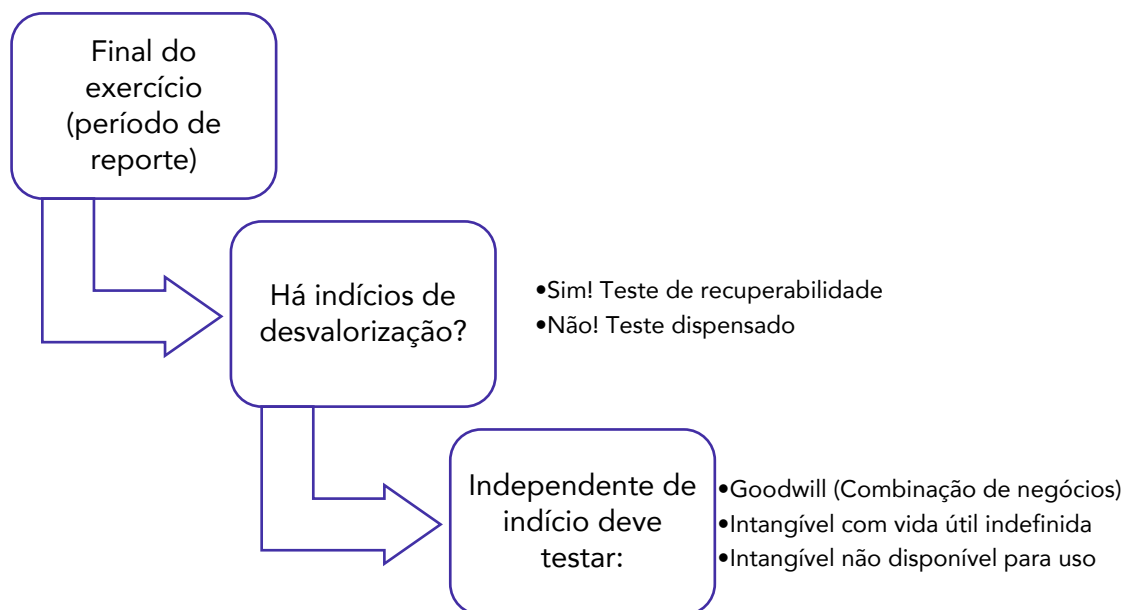 Final do
exercício
(período de
reporte)
Há indícios de
desvalorização?
•Sim! Teste de recuperabilidade
•Não! Teste dispensado
Independente de
indício deve
testar:
•Goodwill (Combinação de negócios)
•Intangível com vida útil indefinida
•Intangível não disponível para uso